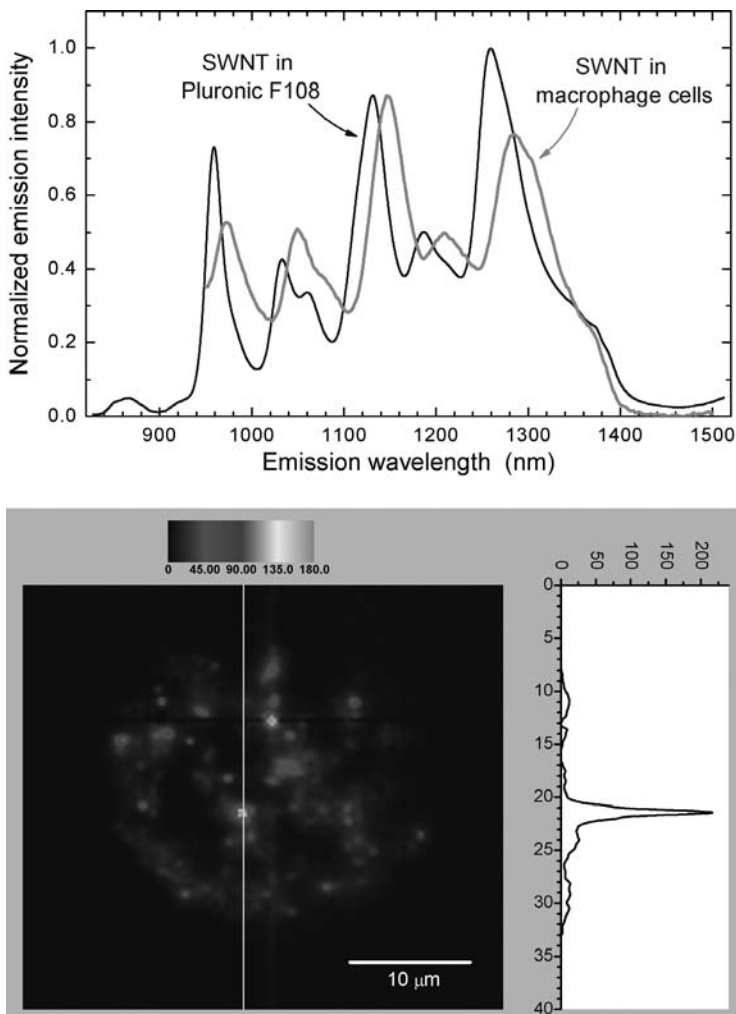 1.0
0.8
0.6
0.4
0.2
0.0
Normalized emission intensity
SWNT in
Pluronic F108
SWNT in
macrophage cells
900 1000 1100 1200 1300 1400 1500
Emission wavelength (nm)
0 45.00 90.00 135.0 180.0
10 μm
0 50 100 150 200
0
5
10
15
20
25
30
35
40